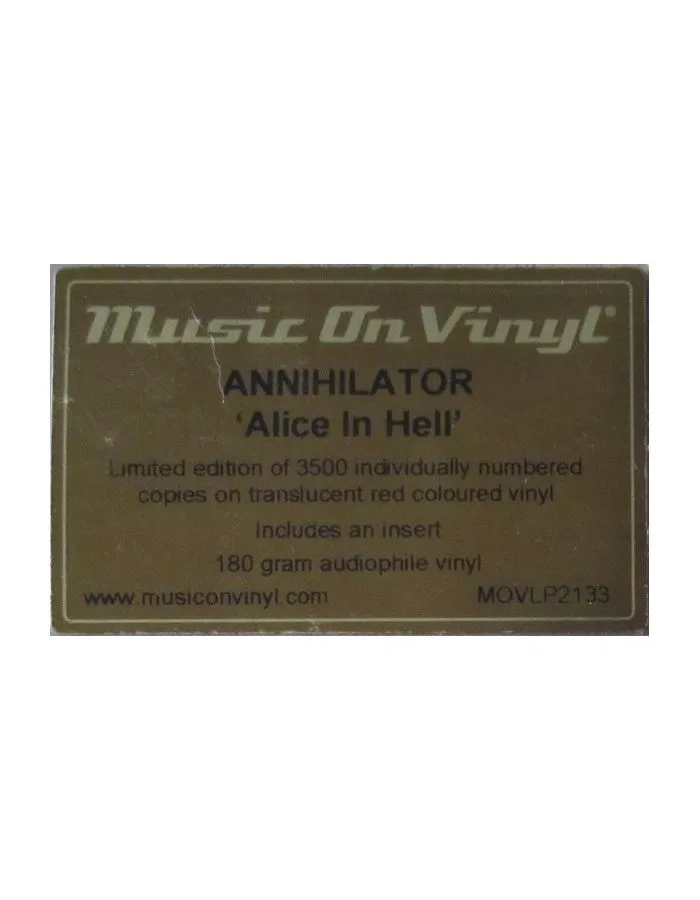 Music On Vinyl®
ANNIHILATOR
'Alice In Hell'
Limited edition of 3500 individually numbered
copies on translucent red coloured vinyl
Includes an insert
180 gram audiophile vinyl
www.musiconvinyl.com MOVLP2133